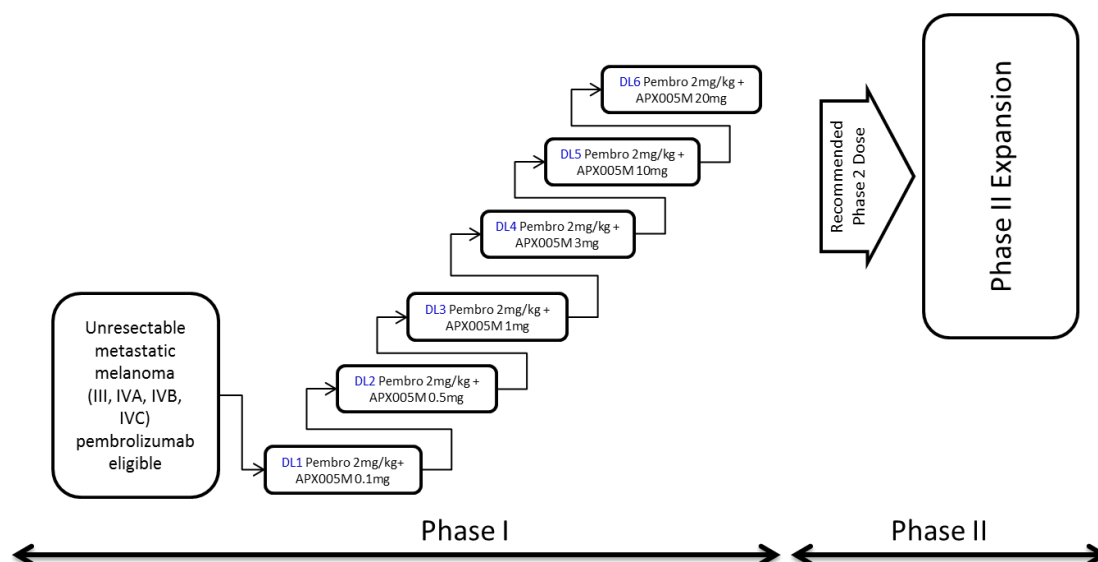 DL6 Pembro 2mg/kg +
APX005M 20mg
DL5 Pembro 2mg/kg +
APX005M 10mg
DL4 Pembro 2mg/kg +
APX005M 3mg
DL3 Pembro 2mg/kg +
APX005M 1mg
DL2 Pembro 2mg/kg +
APX005M 0.5mg
DL1 Pembro 2mg/kg+
APX005M 0.1mg
Unresectable
metastatic
melanoma
(III, IVA, IVB,
IVC)
pembrolizumab
eligible
Recommended
Phase 2 Dose
Phase II Expansion
Phase I
Phase II